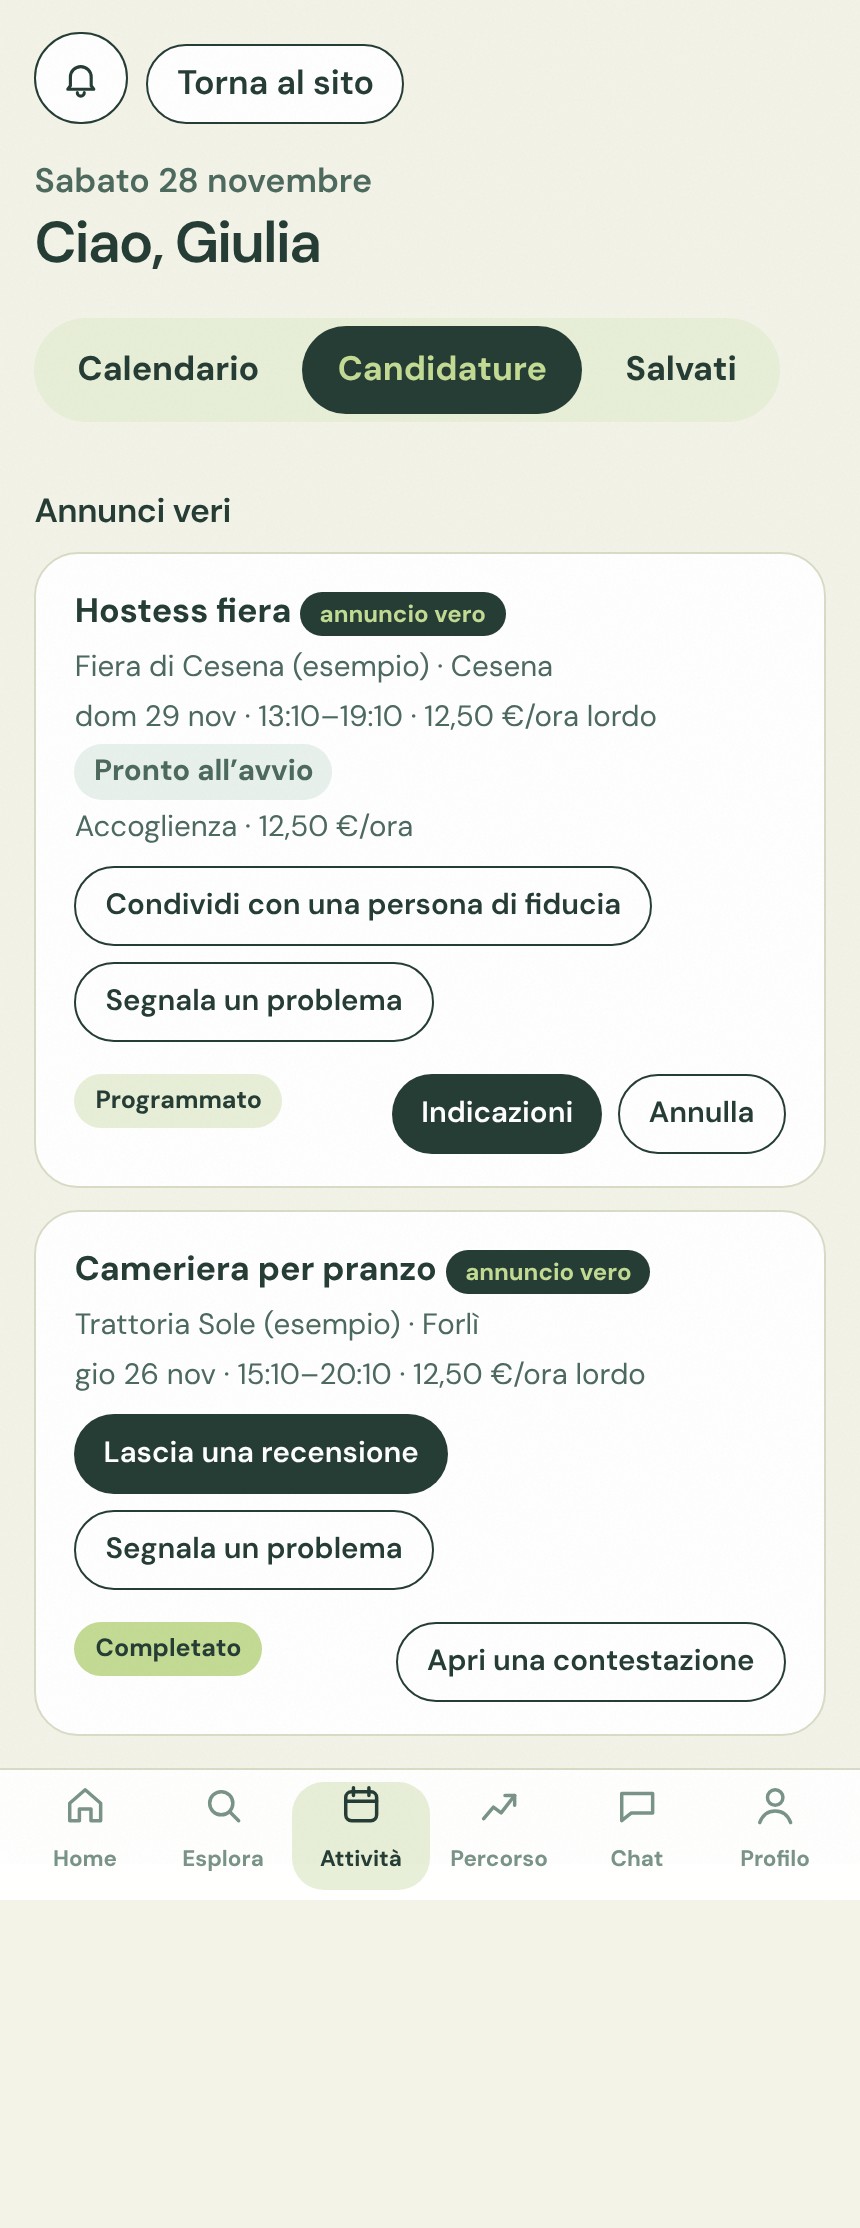 Torna al sito
Sabato 28 novembre
Ciao, Giulia
Calendario Candidature Salvati
Annunci veri
Hostess fiera annuncio vero
Fiera di Cesena (esempio) · Cesena
dom 29 nov · 13:10–19:10 · 12,50 €/ora lordo
Pronto all’avvio
Accoglienza · 12,50 €/ora
Condividi con una persona di fiducia
Segnala un problema
Programmato Indicazioni Annulla
Cameriera per pranzo annuncio vero
Trattoria Sole (esempio) · Forlì
gio 26 nov · 15:10–20:10 · 12,50 €/ora lordo
Lascia una recensione
Segnala un problema
Completato Apri una contestazione
Home Esplora Attività Percorso Chat Profilo